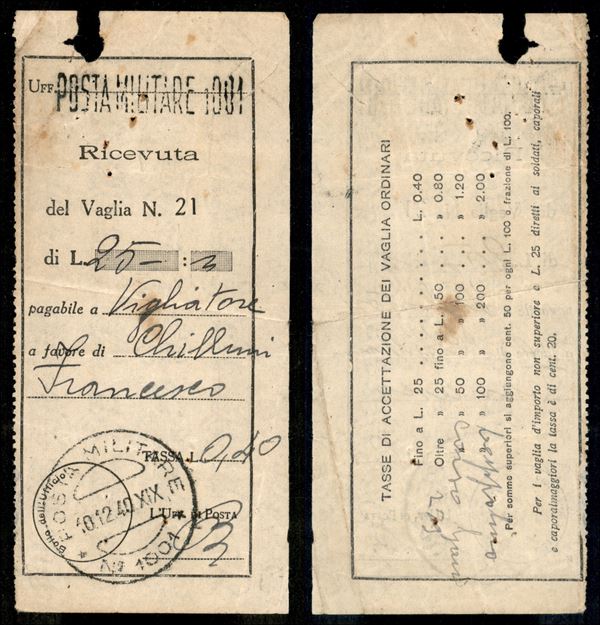 Uff. POSTA MILITARE 1001
Ricevuta
del Vaglia N. 21
di L. 25 — :
pagabile a Vigliatore
a favore di Chillemi
Francesco
TASSA L. 0,40
Bollo dell'Ufficio
POSTA MILITARE
10.12.40 XIX
N° 1001
L'UFF. DI POSTA
TASSE DI ACCETTAZIONE DEI VAGLIA ORDINARI
Fino a L. 25 . . . . . . . . . . L. 0.40
Oltre » 25 fino a L. 50 . . . . . » 0.80
» » 50 » » 100 . . . . » 1.20
» » 100 » » 200 . . . . » 2.00
Per somme superiori si aggiungono cent. 50 per ogni L. 100 o frazione di L. 100.
Per i vaglia d'importo non superiore a L. 25 diretti ai soldati, caporali
e caporalmaggiori la tassa è di cent. 20.